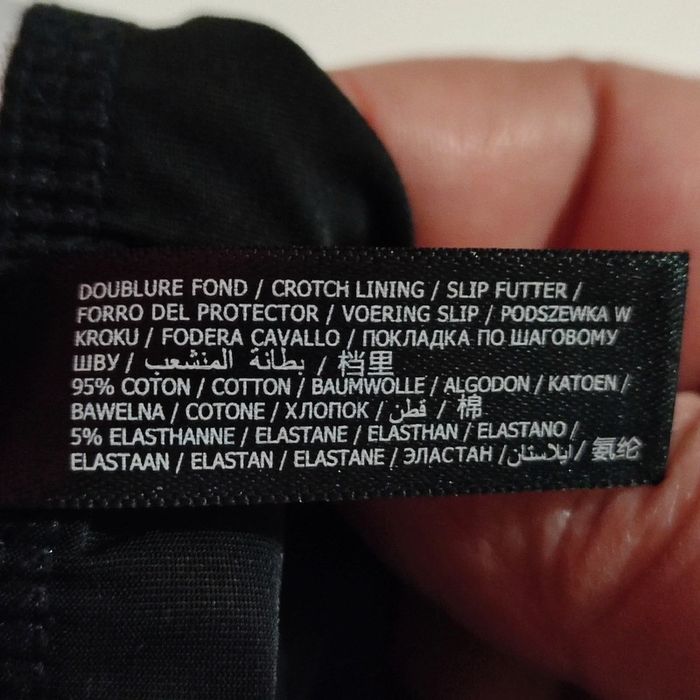 DOUBLURE FOND / CROTCH LINING / SLIP FUTTER /
FORRO DEL PROTECTOR / VOERING SLIP / PODSZEWKA W
KROKU / FODERA CAVALLO / ПОКЛАДКА ПО ШАГОВОМУ
ШВУ / بطانة المنشعب / 档里
95% COTON / COTTON / BAUMWOLLE / ALGODON / KATOEN /
BAWELNA / COTONE / ХЛОПОК / قطن / 棉
5% ELASTHANNE / ELASTANE / ELASTHAN / ELASTANO /
ELASTAAN / ELASTAN / ELASTANE / ЭЛАСТАН / ايلاستان / 氨纶